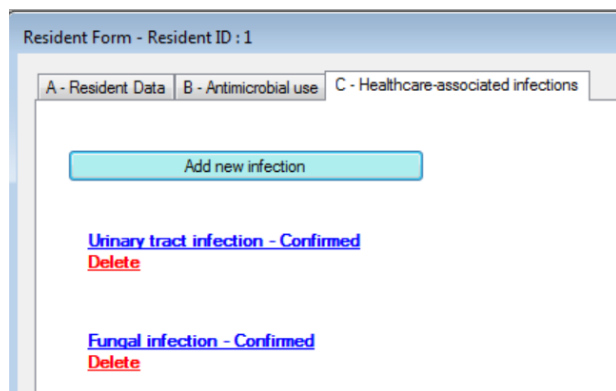 Resident Form - Resident ID : 1
A - Resident Data B - Antimicrobial use C - Healthcare-associated infections
Add new infection
Urinary tract infection - Confirmed
Delete
Fungal infection - Confirmed
Delete